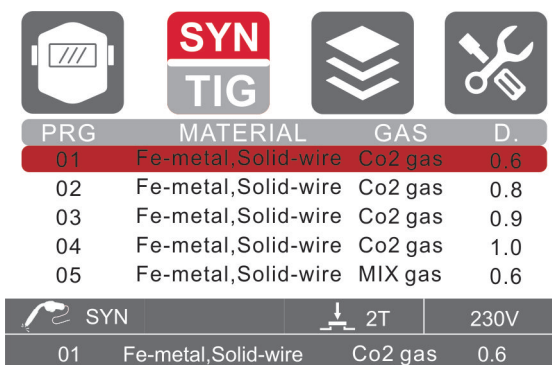 SYN
TIG
PRG MATERIAL GAS D.
01 Fe-metal,Solid-wire Co2 gas 0.6
02 Fe-metal,Solid-wire Co2 gas 0.8
03 Fe-metal,Solid-wire Co2 gas 0.9
04 Fe-metal,Solid-wire Co2 gas 1.0
05 Fe-metal,Solid-wire MIX gas 0.6
SYN 2T 230V
01 Fe-metal,Solid-wire Co2 gas 0.6